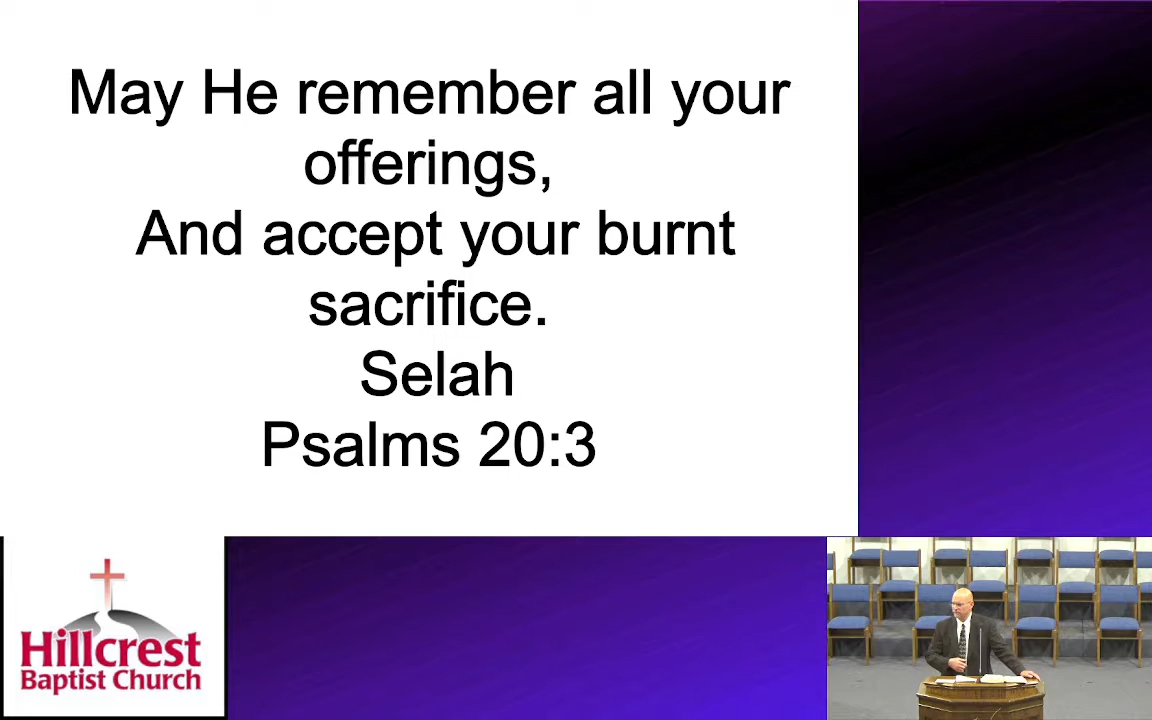 May He remember all your
offerings,
And accept your burnt
sacrifice.
Selah
Psalms 20:3
Hillcrest
Baptist Church